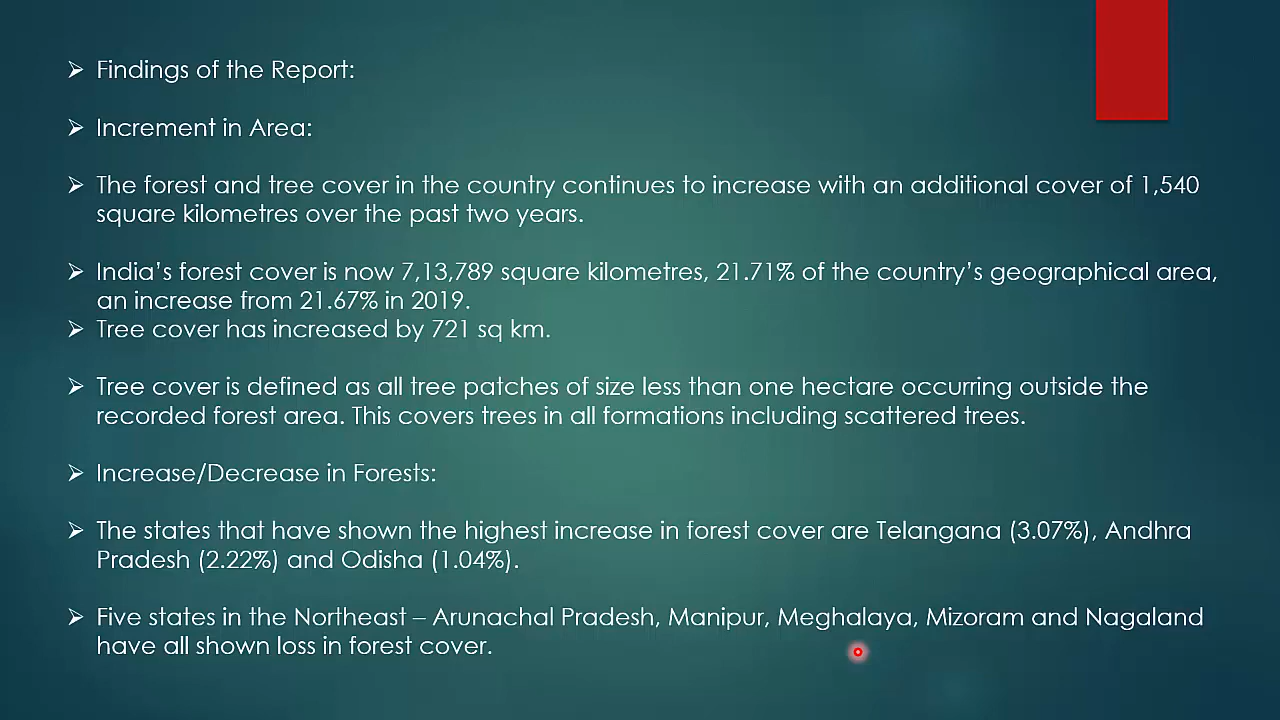 Findings of the Report:
Increment in Area:
The forest and tree cover in the country continues to increase with an additional cover of 1,540
square kilometres over the past two years.
India's forest cover is now 7,13,789 square kilometres, 21.71% of the country's geographical area,
an increase from 21.67% in 2019.
Tree cover has increased by 721 sq km.
Tree cover is defined as all tree patches of size less than one hectare occurring outside the
recorded forest area. This covers trees in all formations including scattered trees.
Increase/Decrease in Forests:
The states that have shown the highest increase in forest cover are Telangana (3.07%), Andhra
Pradesh (2.22%) and Odisha (1.04%).
Five states in the Northeast – Arunachal Pradesh, Manipur, Meghalaya, Mizoram and Nagaland
have all shown loss in forest cover.